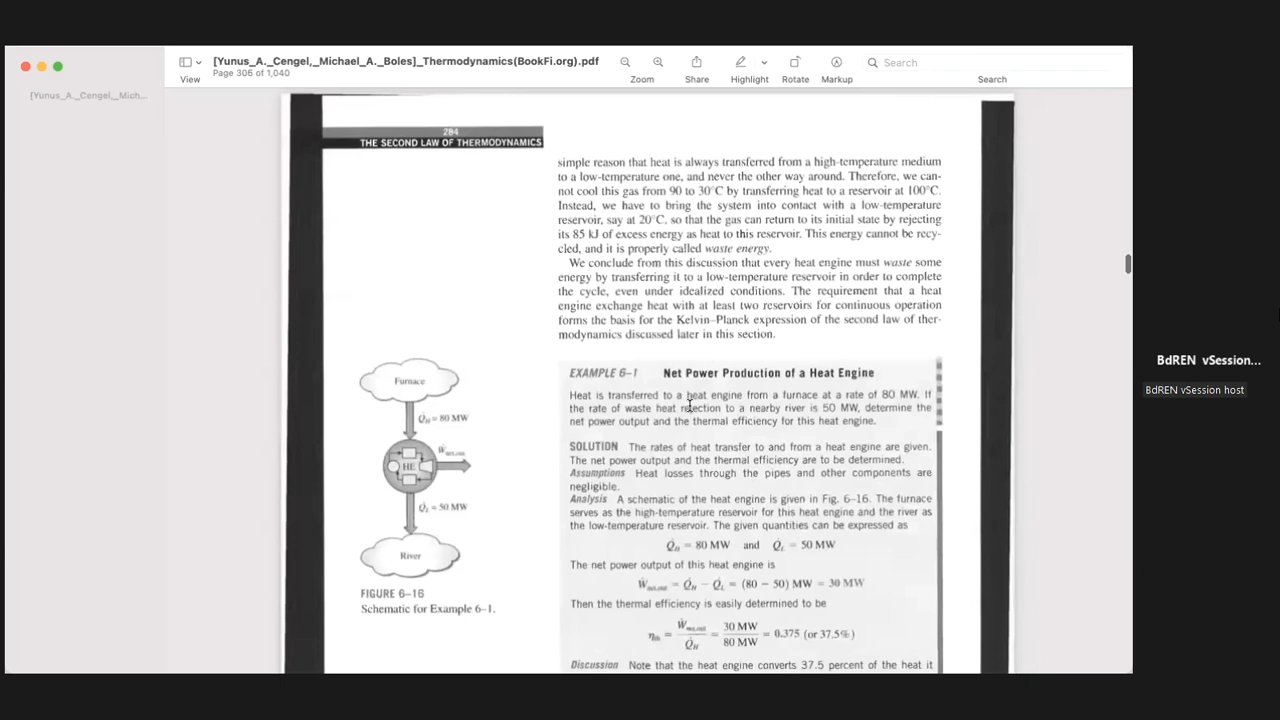 [Yunus_A._Cengel,_Michael_A._Boles]_Thermodynamics(BookFi.org).pdf
Page 306 of 1,040
View
Zoom
Share
Highlight
Rotate
Markup
Search
Search
[Yunus_A._Cengel,_Mich...
284
THE SECOND LAW OF THERMODYNAMICS
simple reason that heat is always transferred from a high-temperature medium
to a low-temperature one, and never the other way around. Therefore, we can-
not cool this gas from 90 to 30°C by transferring heat to a reservoir at 100°C.
Instead, we have to bring the system into contact with a low-temperature
reservoir, say at 20°C, so that the gas can return to its initial state by rejecting
its 85 kJ of excess energy as heat to this reservoir. This energy cannot be recy-
cled, and it is properly called waste energy.
We conclude from this discussion that every heat engine must waste some
energy by transferring it to a low-temperature reservoir in order to complete
the cycle, even under idealized conditions. The requirement that a heat
engine exchange heat with at least two reservoirs for continuous operation
forms the basis for the Kelvin–Planck expression of the second law of ther-
modynamics discussed later in this section.
Furnace
Q̇H = 80 MW
Ẇnet,out
HE
Q̇L = 50 MW
River
FIGURE 6–16
Schematic for Example 6–1.
EXAMPLE 6–1 Net Power Production of a Heat Engine
Heat is transferred to a heat engine from a furnace at a rate of 80 MW. If
the rate of waste heat rejection to a nearby river is 50 MW, determine the
net power output and the thermal efficiency for this heat engine.
SOLUTION The rates of heat transfer to and from a heat engine are given.
The net power output and the thermal efficiency are to be determined.
Assumptions Heat losses through the pipes and other components are
negligible.
Analysis A schematic of the heat engine is given in Fig. 6–16. The furnace
serves as the high-temperature reservoir for this heat engine and the river as
the low-temperature reservoir. The given quantities can be expressed as
Q̇H = 80 MW and Q̇L = 50 MW
The net power output of this heat engine is
Ẇnet,out = Q̇H − Q̇L = (80 − 50) MW = 30 MW
Then the thermal efficiency is easily determined to be
ηth = Ẇnet,out / Q̇H = 30 MW / 80 MW = 0.375 (or 37.5%)
Discussion Note that the heat engine converts 37.5 percent of the heat it
BdREN vSession...
BdREN vSession host